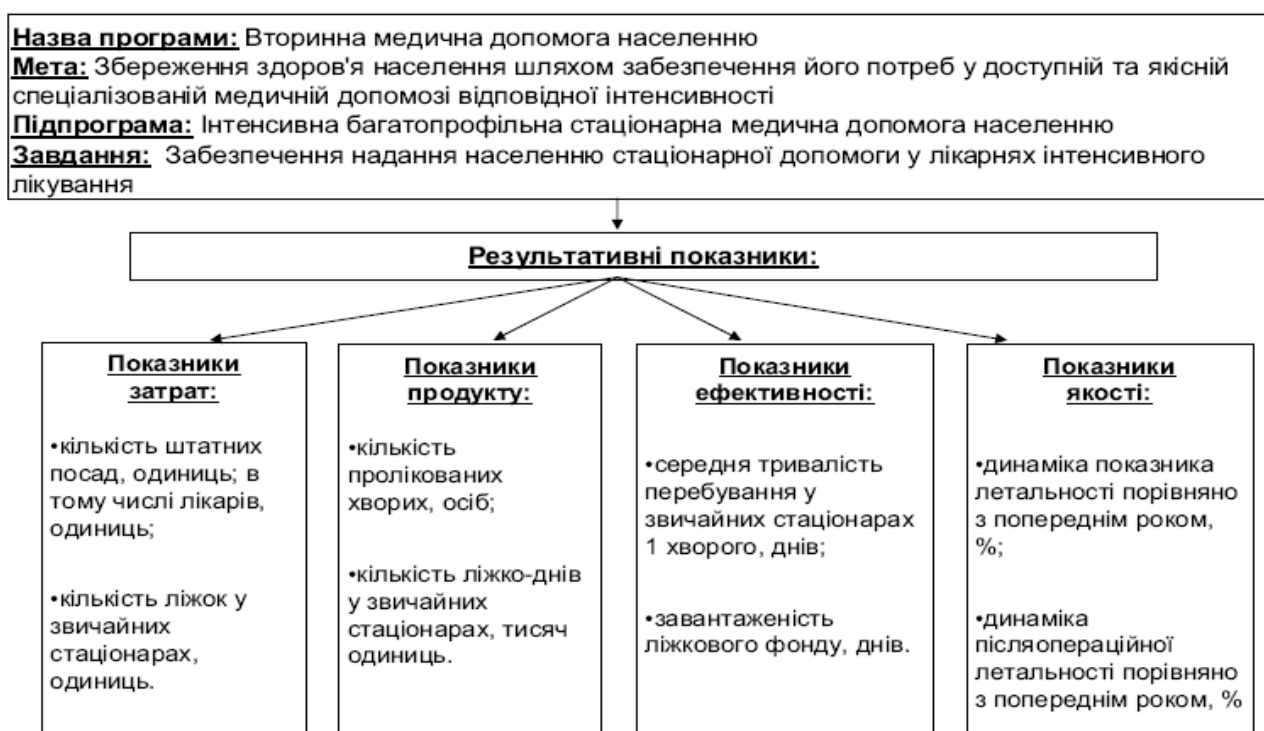 Назва програми: Вторинна медична допомога населенню
Мета: Збереження здоров'я населення шляхом забезпечення його потреб у доступній та якісній
спеціалізованій медичній допомозі відповідної інтенсивності
Підпрограма: Інтенсивна багатопрофільна стаціонарна медична допомога населенню
Завдання: Забезпечення надання населенню стаціонарної допомоги у лікарнях інтенсивного
лікування
Результативні показники:
Показники
затрат:
•кількість штатних
посад, одиниць; в
тому числі лікарів,
одиниць;
•кількість ліжок у
звичайних
стаціонарах,
одиниць.
Показники
продукту:
•кількість
пролікованих
хворих, осіб;
•кількість ліжко-днів
у звичайних
стаціонарах, тисяч
одиниць.
Показники
ефективності:
•середня тривалість
перебування у
звичайних стаціонарах
1 хворого, днів;
•завантаженість
ліжкового фонду, днів.
Показники
якості:
•динаміка показника
летальності порівняно
з попереднім роком,
%;
•динаміка
післяопераційної
летальності порівняно
з попереднім роком, %